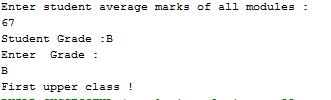 Enter student average marks of all modules :
67
Student Grade :B
Enter  Grade :
B
First upper class !